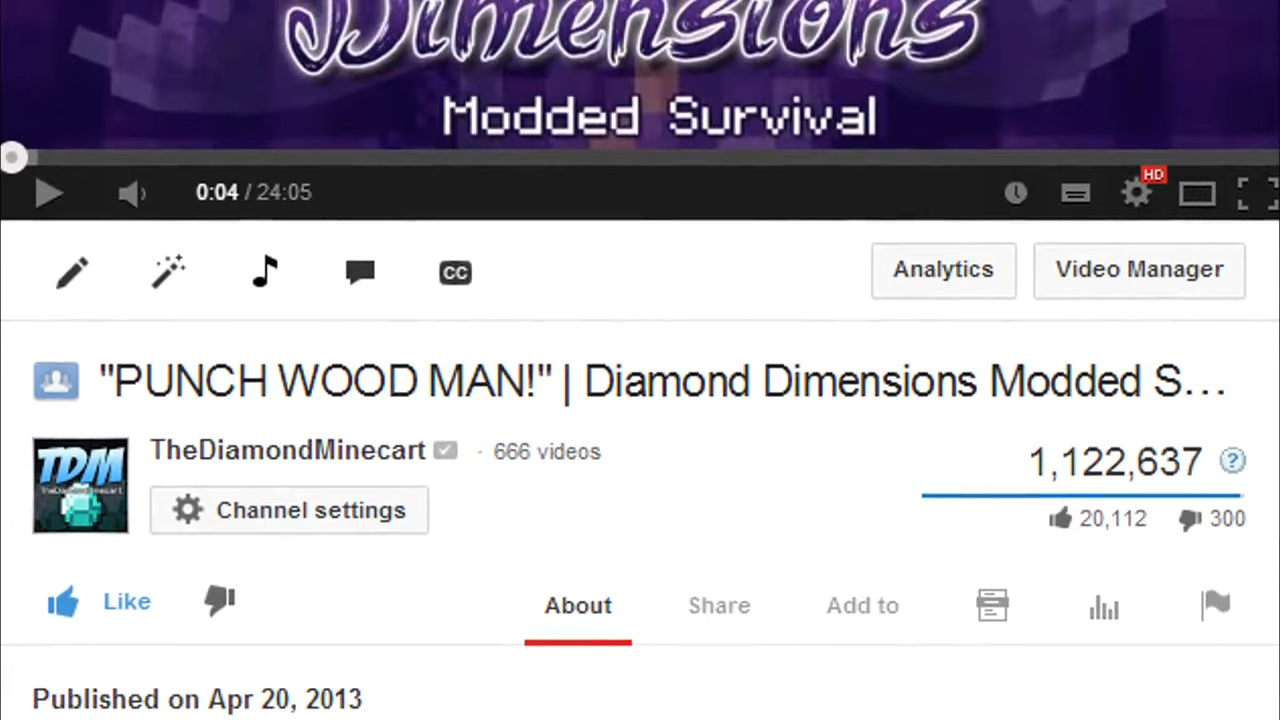 Dimensions
Modded Survival
0:04 / 24:05
HD
CC
Analytics
Video Manager
"PUNCH WOOD MAN!" | Diamond Dimensions Modded S...
TDM
TheDiamondMinecart
TheDiamondMinecart · 666 videos
1,122,637 ?
Channel settings
20,112 300
Like
About Share Add to
Published on Apr 20, 2013